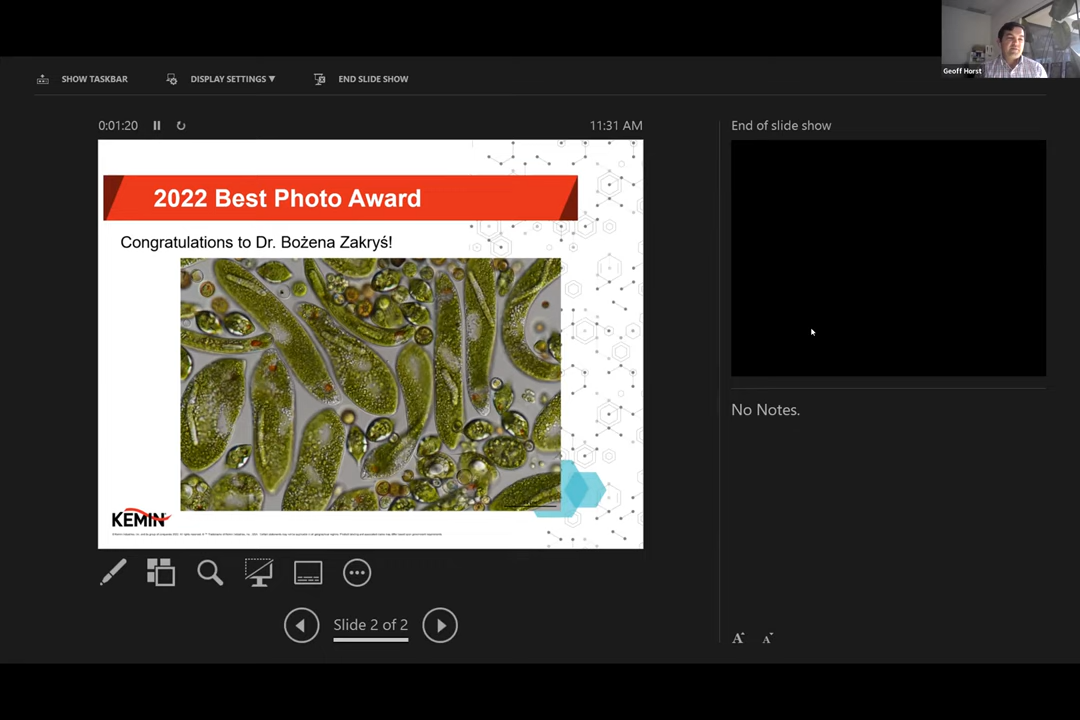 Geoff Horst
SHOW TASKBAR
DISPLAY SETTINGS ▼
END SLIDE SHOW
0:01:20
11:31 AM
End of slide show
2022 Best Photo Award
Congratulations to Dr. Bożena Zakryś!
KEMIN
No Notes.
Slide 2 of 2
A A